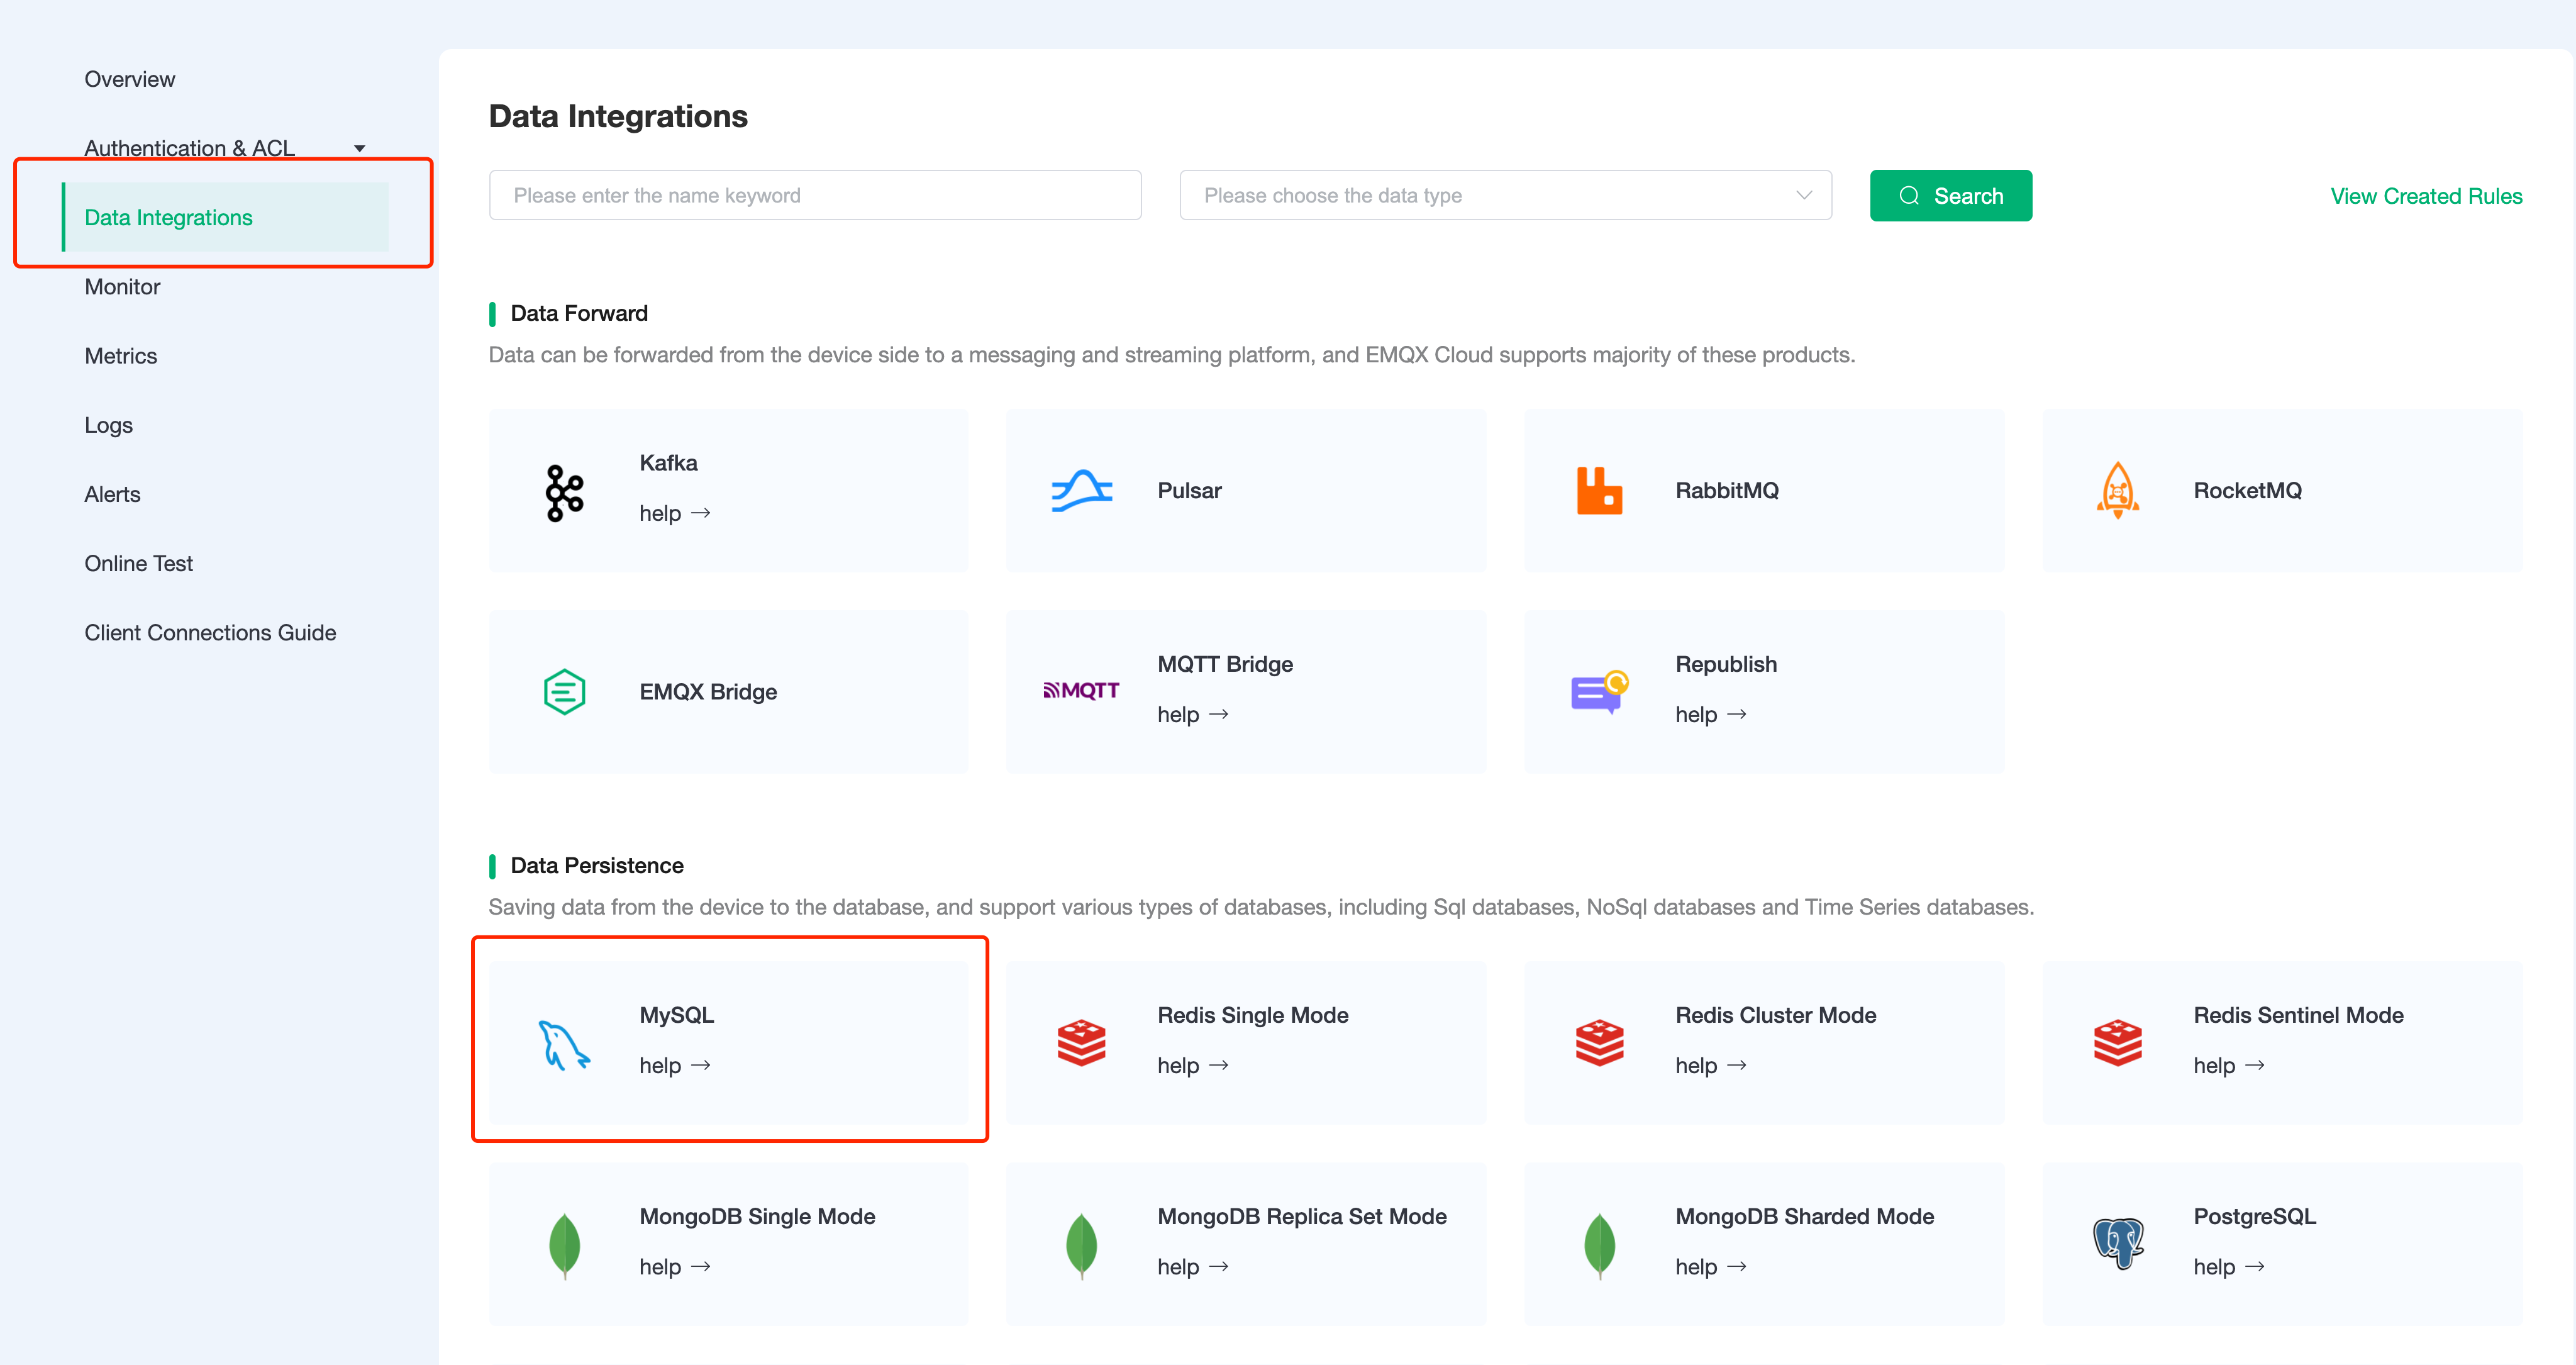 Overview
Authentication & ACL
Data Integrations
Monitor
Metrics
Logs
Alerts
Online Test
Client Connections Guide
Data Integrations
Please enter the name keyword
Please choose the data type
Search
View Created Rules
Data Forward
Data can be forwarded from the device side to a messaging and streaming platform, and EMQX Cloud supports majority of these products.
Kafka
help →
Pulsar
RabbitMQ
RocketMQ
EMQX Bridge
MQTT
MQTT Bridge
help →
Republish
help →
Data Persistence
Saving data from the device to the database, and support various types of databases, including Sql databases, NoSql databases and Time Series databases.
MySQL
help →
Redis Single Mode
help →
Redis Cluster Mode
help →
Redis Sentinel Mode
help →
MongoDB Single Mode
help →
MongoDB Replica Set Mode
help →
MongoDB Sharded Mode
help →
PostgreSQL
help →